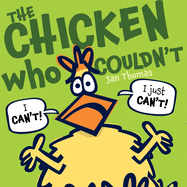 THE
CHICKEN
WHO
COULDN'T
Jan Thomas
I
CAN'T!
I just
CAN'T!